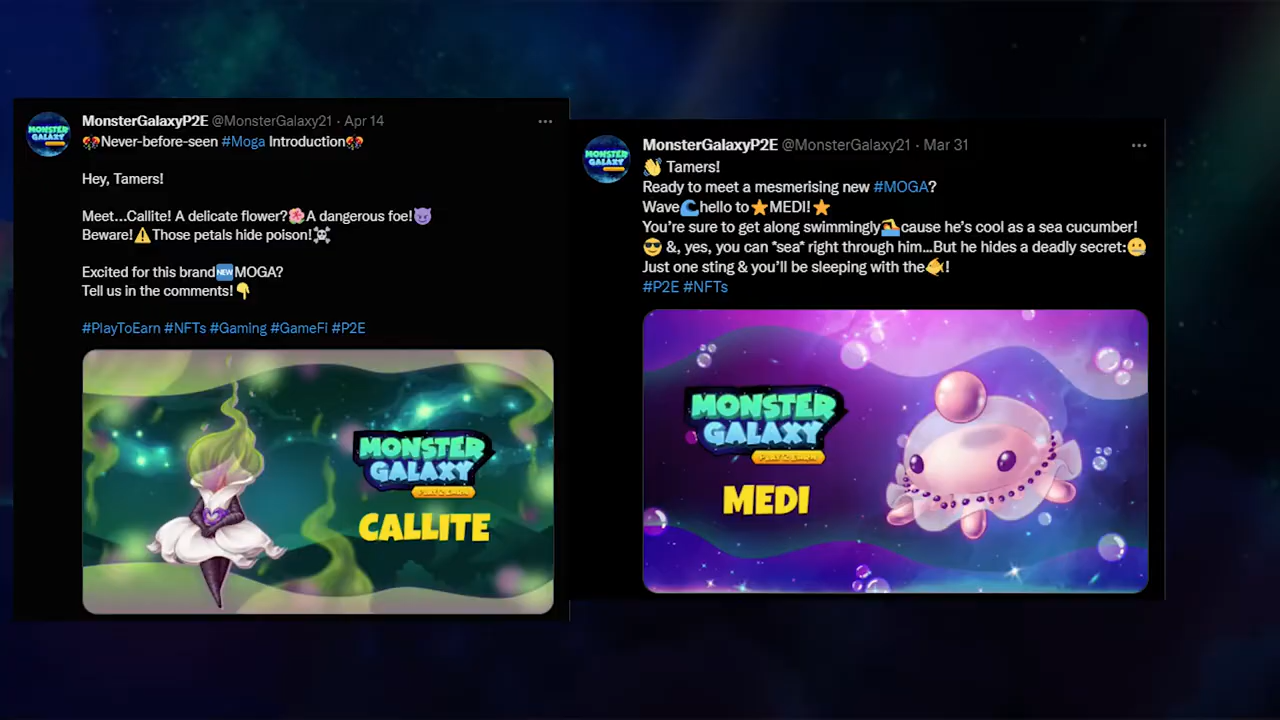 MonsterGalaxyP2E @MonsterGalaxy21 · Apr 14
Never-before-seen #Moga Introduction
Hey, Tamers!
Meet...Callite! A delicate flower?🌺A dangerous foe!😈
Beware!⚠️Those petals hide poison!☠️
Excited for this brand🆕MOGA?
Tell us in the comments!👇
#PlayToEarn #NFTs #Gaming #GameFi #P2E
MONSTER
GALAXY
CALLITE
MonsterGalaxyP2E @MonsterGalaxy21 · Mar 31
👋 Tamers!
Ready to meet a mesmerising new #MOGA?
Wave🌊hello to⭐MEDI!⭐
You're sure to get along swimmingly🏊cause he's cool as a sea cucumber!
😎 &, yes, you can *sea* right through him...But he hides a deadly secret:😬
Just one sting & you'll be sleeping with the🐠!
#P2E #NFTs
MONSTER
GALAXY
MEDI